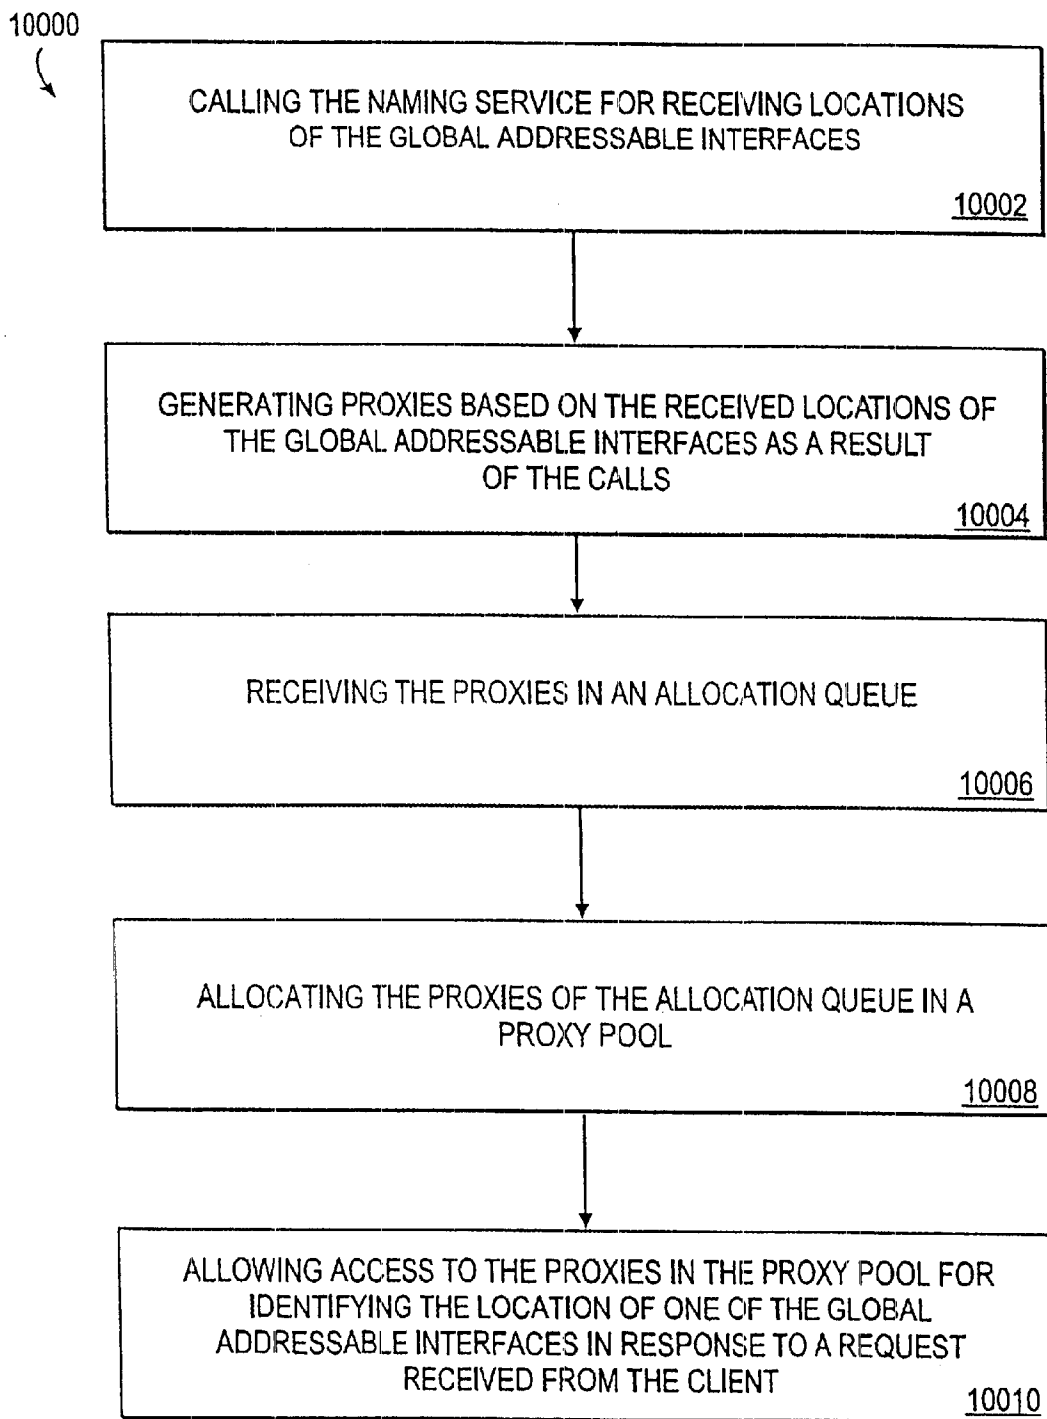 10000
CALLING THE NAMING SERVICE FOR RECEIVING LOCATIONS
OF THE GLOBAL ADDRESSABLE INTERFACES
10002
GENERATING PROXIES BASED ON THE RECEIVED LOCATIONS OF
THE GLOBAL ADDRESSABLE INTERFACES AS A RESULT
OF THE CALLS
10004
RECEIVING THE PROXIES IN AN ALLOCATION QUEUE
10006
ALLOCATING THE PROXIES OF THE ALLOCATION QUEUE IN A
PROXY POOL
10008
ALLOWING ACCESS TO THE PROXIES IN THE PROXY POOL FOR
IDENTIFYING THE LOCATION OF ONE OF THE GLOBAL
ADDRESSABLE INTERFACES IN RESPONSE TO A REQUEST
RECEIVED FROM THE CLIENT
10010